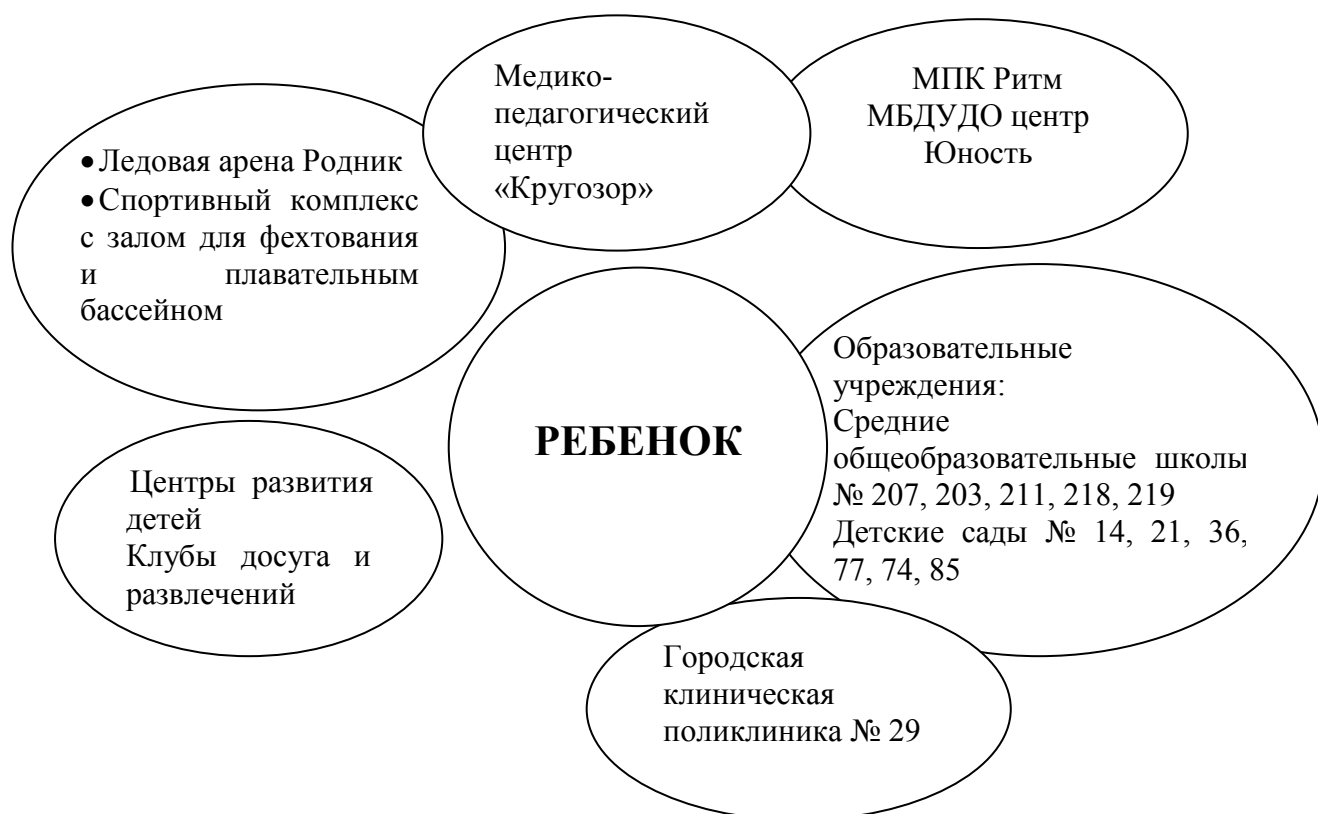 Медико-
педагогический
центр
«Кругозор»
МПК Ритм
МБДУДО центр
Юность
•Ледовая арена Родник
•Спортивный комплекс
с залом для фехтования
и плавательным
бассейном
РЕБЕНОК
Образовательные
учреждения:
Средние
общеобразовательные школы
№ 207, 203, 211, 218, 219
Детские сады № 14, 21, 36,
77, 74, 85
Центры развития
детей
Клубы досуга и
развлечений
Городская
клиническая
поликлиника № 29